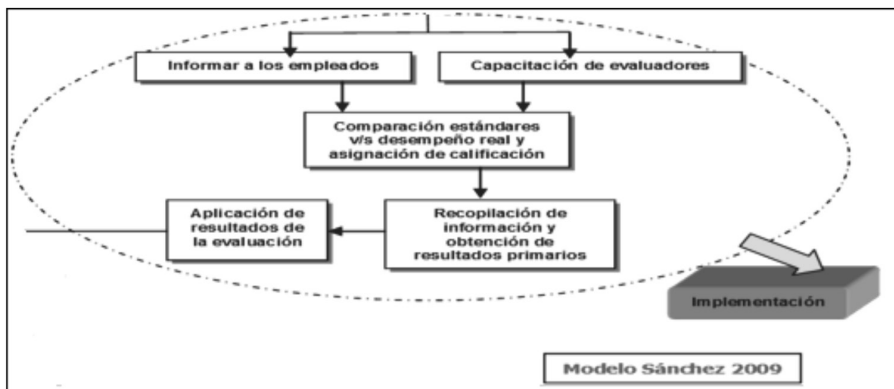 Informar a los empleados
Capacitación de evaluadores
Comparación estándares
v/s desempeño real y
asignación de calificación
Aplicación de
resultados de
la evaluación
Recopilación de
información y
obtención de
resultados primarios
Implementación
Modelo Sánchez 2009